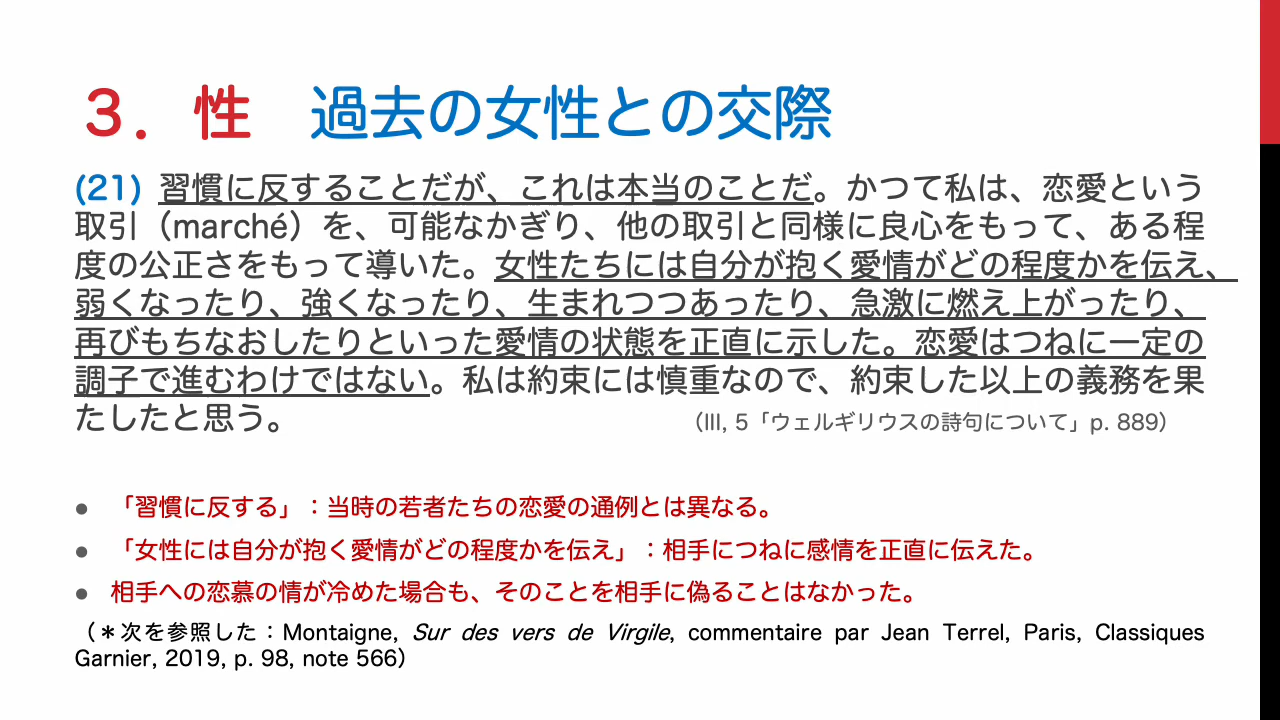 ３．性　過去の女性との交際
(21) 習慣に反することだが、これは本当のことだ。かつて私は、恋愛という
取引（marché）を、可能なかぎり、他の取引と同様に良心をもって、ある程
度の公正さをもって導いた。女性たちには自分が抱く愛情がどの程度かを伝え、
弱くなったり、強くなったり、生まれつつあったり、急激に燃え上がったり、
再びもちなおしたりといった愛情の状態を正直に示した。恋愛はつねに一定の
調子で進むわけではない。私は約束には慎重なので、約束した以上の義務を果
たしたと思う。
（III, 5「ウェルギリウスの詩句について」p. 889）
● 「習慣に反する」：当時の若者たちの恋愛の通例とは異なる。
● 「女性には自分が抱く愛情がどの程度かを伝え」：相手につねに感情を正直に伝えた。
● 相手への恋慕の情が冷めた場合も、そのことを相手に偽ることはなかった。
（＊次を参照した：Montaigne, Sur des vers de Virgile, commentaire par Jean Terrel, Paris, Classiques
Garnier, 2019, p. 98, note 566）